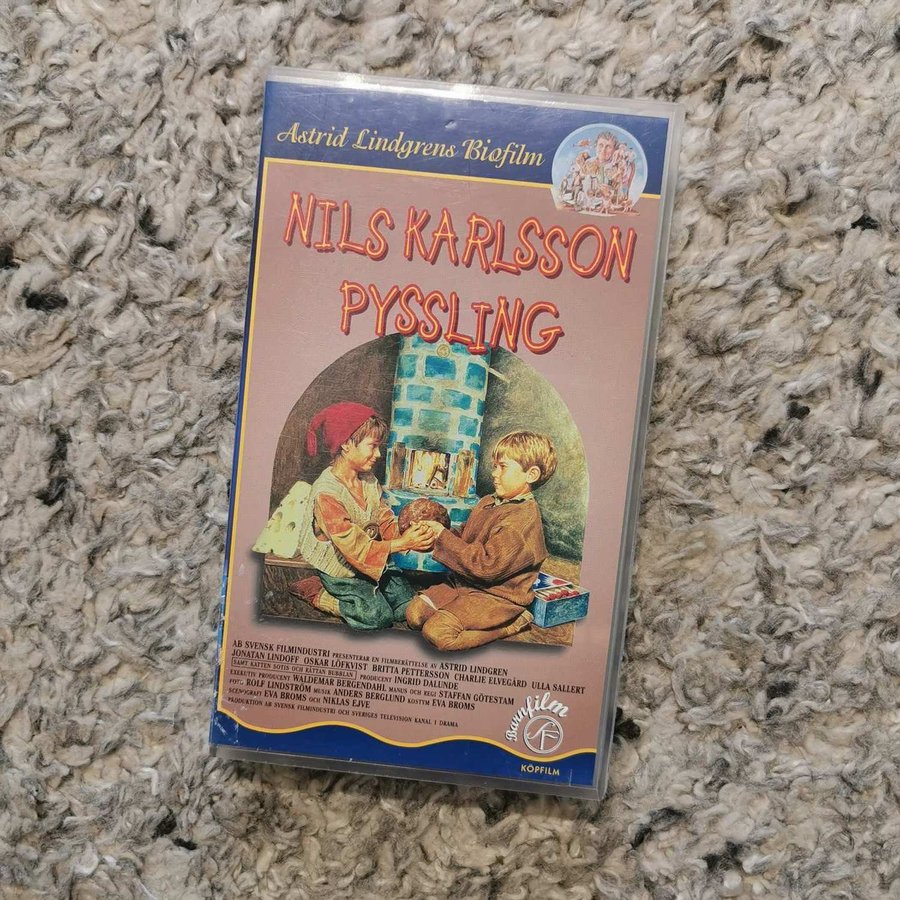 Astrid Lindgrens Biofilm
NILS KARLSSON
PYSSLING
AB SVENSK FILMINDUSTRI PRESENTERAR EN FILMBERÄTTELSE AV ASTRID LINDGREN
JONATAN LINDOFF OSKAR LÖFKVIST BRITTA PETTERSSON CHARLIE ELVEGÅRD ULLA SALLERT
SAMT KATTEN SOTIS OCH RÅTTAN BUBBLAN PRODUCENT INGRID DALUNDE
EXEKUTIV PRODUCENT WALDEMAR BERGENDAHL MANUS OCH REGI STAFFAN GÖTESTAM
FOTO ROLF LINDSTRÖM MUSIK ANDERS BERGLUND KOSTYM EVA BROMS
SCENOGRAFI EVA BROMS OCH NIKLAS EJVE
PRODUKTION AB SVENSK FILMINDUSTRI OCH SVERIGES TELEVISION KANAL 1 DRAMA
Barnfilm
SF
KÖPFILM